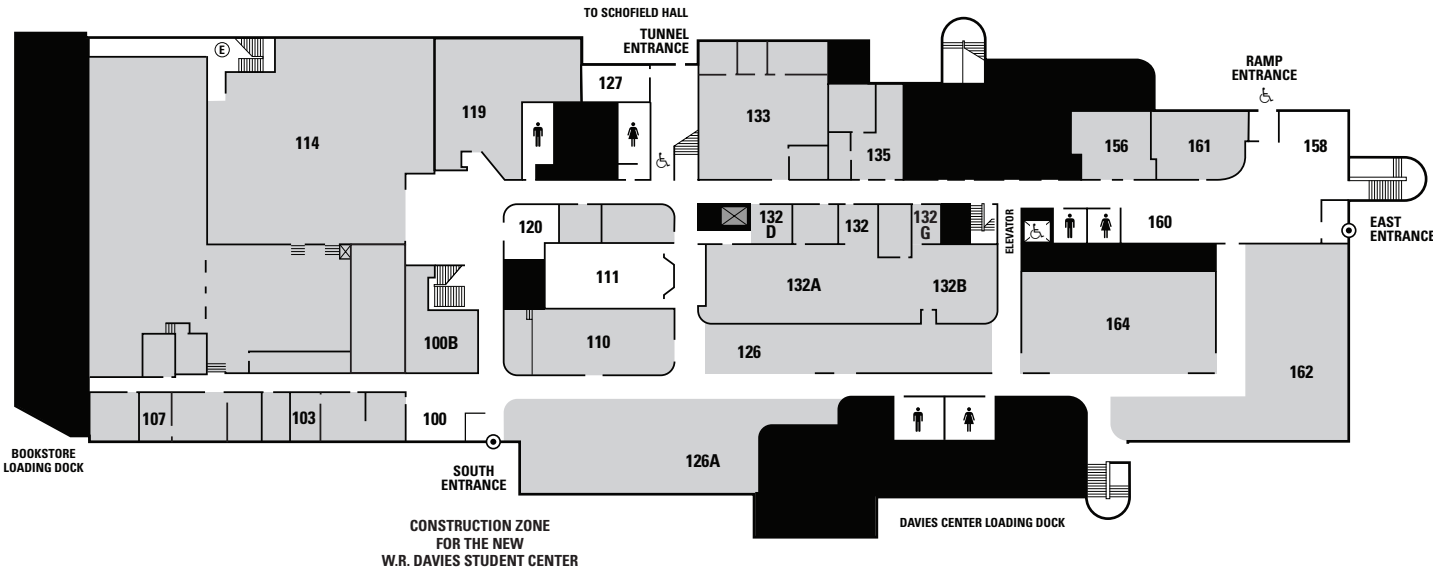 TO SCHOFIELD HALL
TUNNEL
ENTRANCE
E
RAMP
ENTRANCE
127
119
133
114
135
156
161
158
120
132
D
132
132
G
ELEVATOR
160
EAST
ENTRANCE
111
132A
132B
164
100B
110
126
162
107
103
100
126A
BOOKSTORE
LOADING DOCK
SOUTH
ENTRANCE
CONSTRUCTION ZONE
FOR THE NEW
W.R. DAVIES STUDENT CENTER
DAVIES CENTER LOADING DOCK